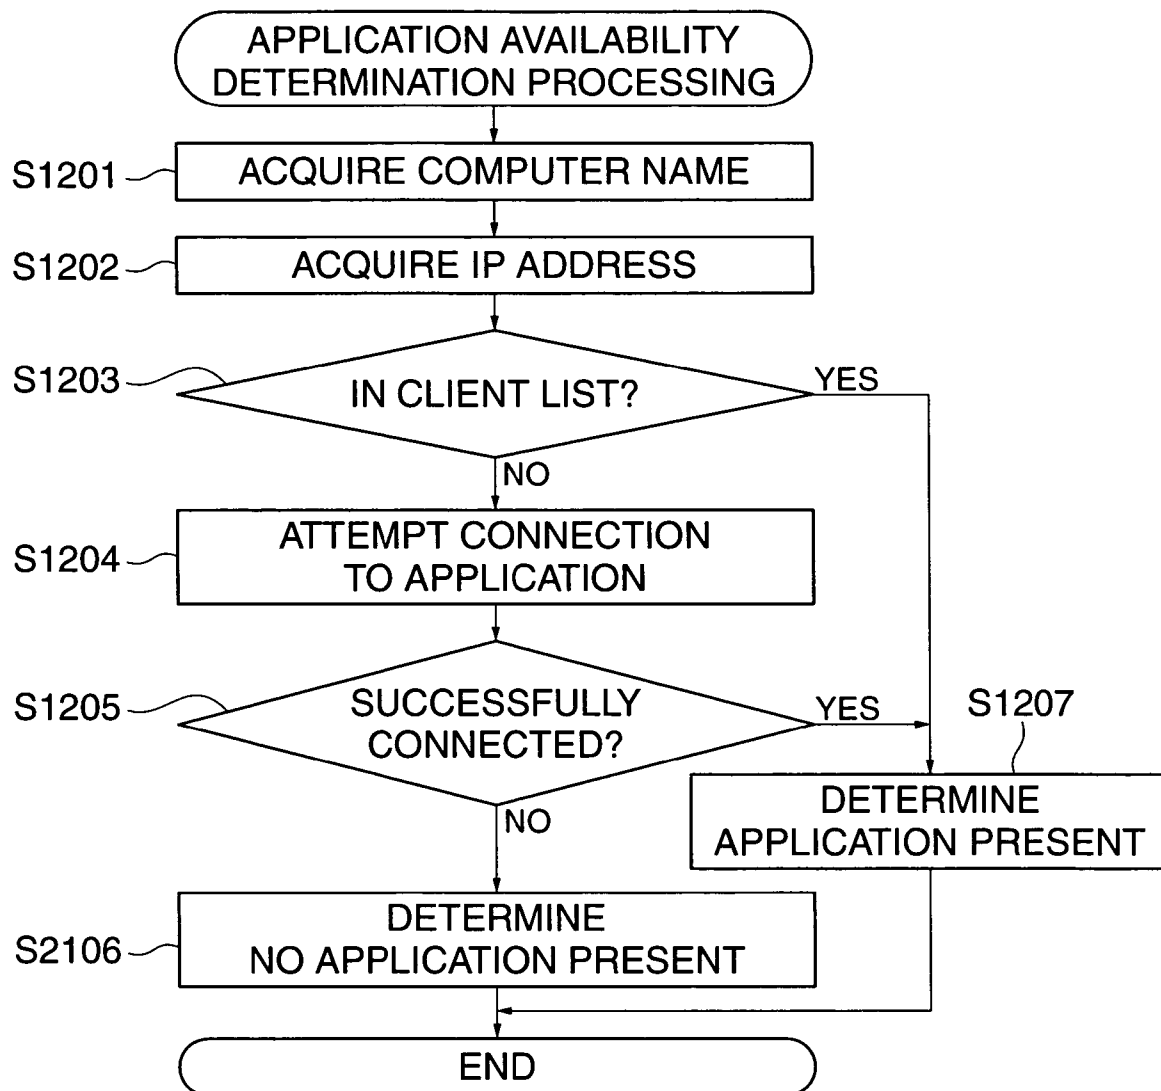 APPLICATION AVAILABILITY
DETERMINATION PROCESSING
S1201
ACQUIRE COMPUTER NAME
S1202
ACQUIRE IP ADDRESS
S1203
IN CLIENT LIST?
YES
NO
S1204
ATTEMPT CONNECTION
TO APPLICATION
S1205
SUCCESSFULLY
CONNECTED?
YES
NO
S1207
DETERMINE
APPLICATION PRESENT
S2106
DETERMINE
NO APPLICATION PRESENT
END